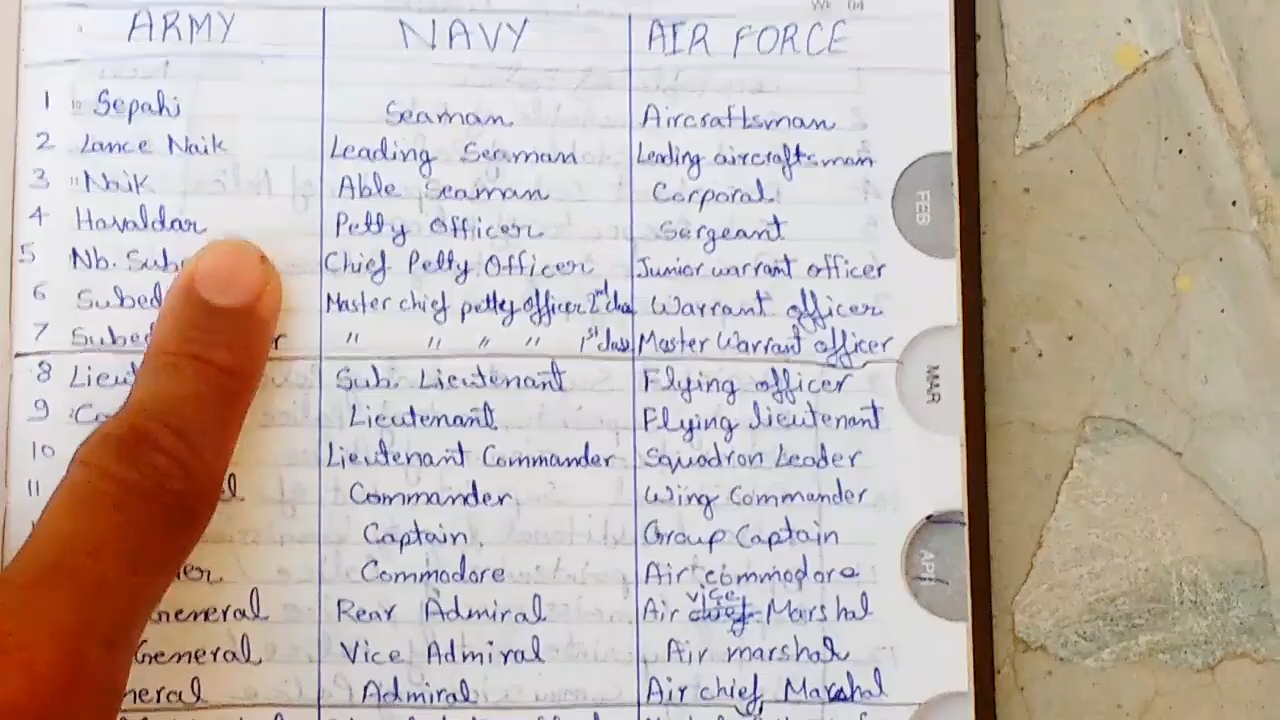 ARMY NAVY AIR FORCE
1 Sepahi Seaman Aircraftsman
2 Lance Naik Leading Seaman Leading aircraftsman
3 " Naik Able Seaman Corporal
4 Havaldar Petty Officer Sergeant
5 Nb. Sub Chief Petty Officer Junior warrant officer
6 Subed Master chief petty officer 2nd class Warrant officer
7 Subed r " " " " 1st class Master Warrant officer
8 Lieut Sub. Lieutenant Flying officer
9 Ca Lieutenant Flying lieutenant
10 Lieutenant Commander Squadron Leader
11 Commander Wing Commander
Captain Group Captain
Commodore Air commodore
General Rear Admiral Air vice Marshal
General Vice Admiral Air marshal
neral Admiral Air chief Marshal
FEB
MAR
APR